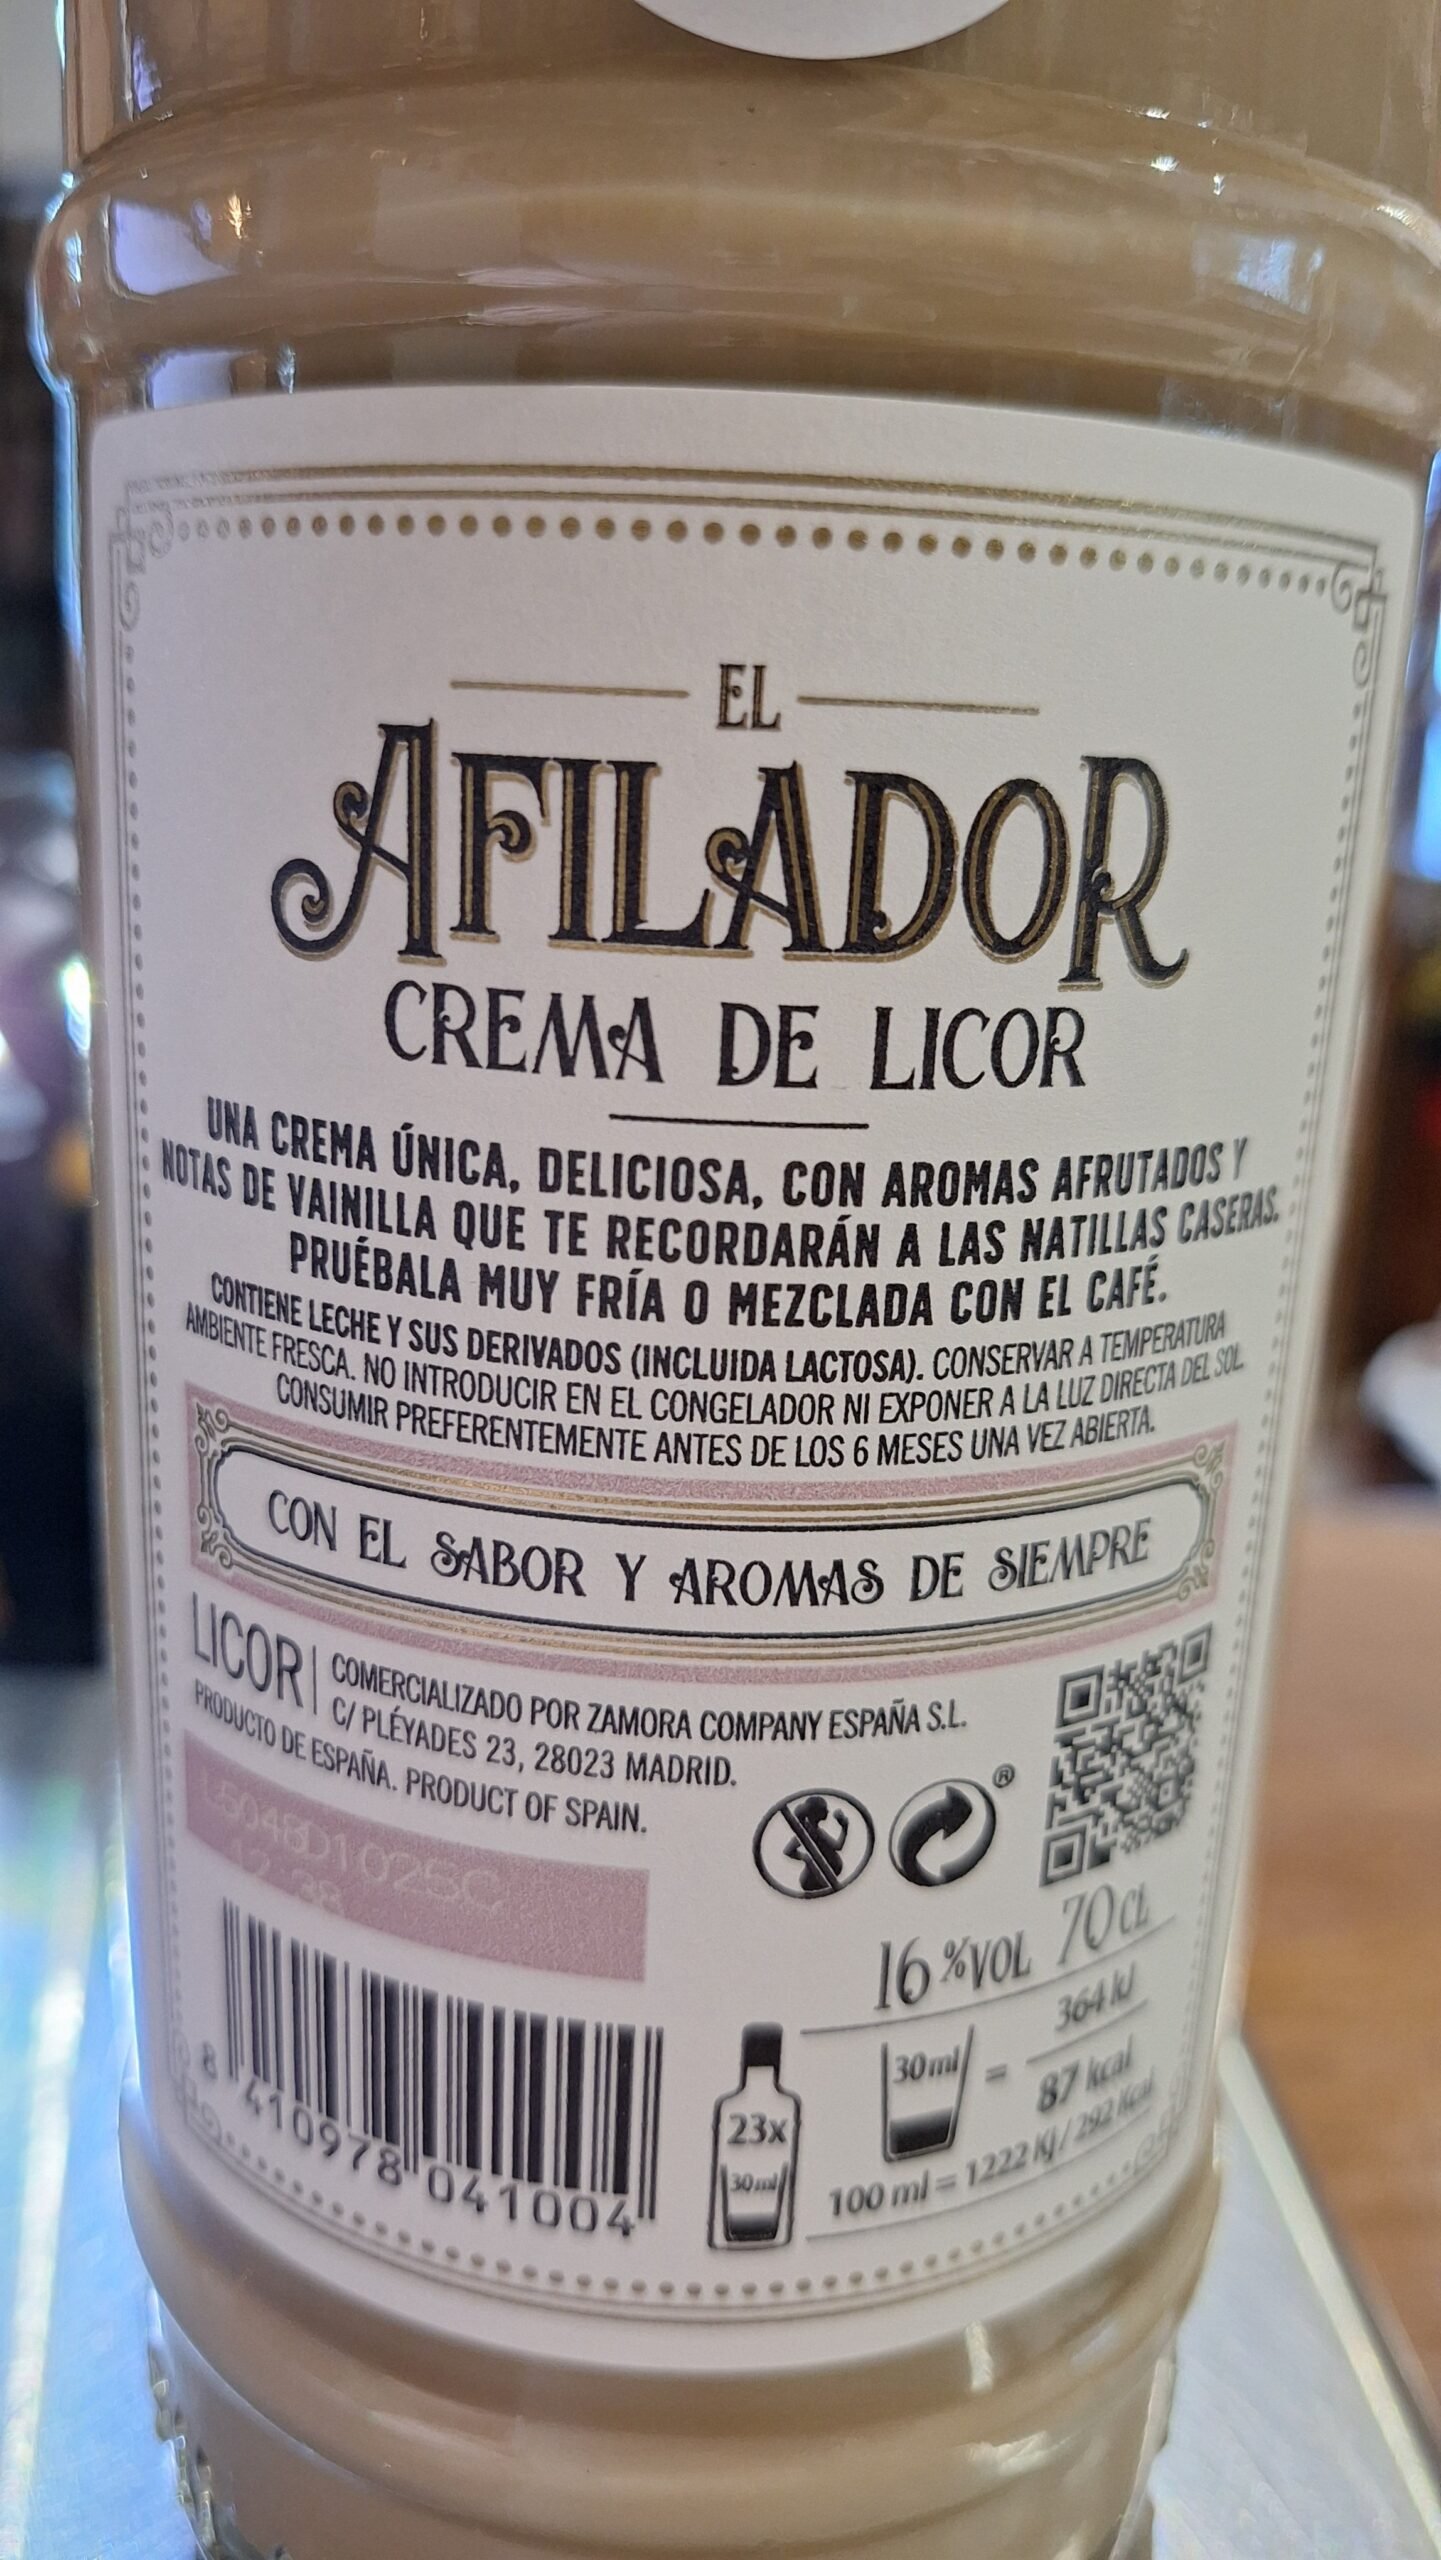 EL
AFILADOR
CREMA DE LICOR
UNA CREMA ÚNICA, DELICIOSA, CON AROMAS AFRUTADOS Y
NOTAS DE VAINILLA QUE TE RECORDARÁN A LAS NATILLAS CASERAS.
PRUÉBALA MUY FRÍA O MEZCLADA CON EL CAFÉ.
CONTIENE LECHE Y SUS DERIVADOS (INCLUIDA LACTOSA). CONSERVAR A TEMPERATURA
AMBIENTE FRESCA. NO INTRODUCIR EN EL CONGELADOR NI EXPONER A LA LUZ DIRECTA DEL SOL
CONSUMIR PREFERENTEMENTE ANTES DE LOS 6 MESES UNA VEZ ABIERTA.
CON EL SABOR Y AROMAS DE SIEMPRE
LICOR | COMERCIALIZADO POR ZAMORA COMPANY ESPAÑA S.L.
C/ PLÉYADES 23, 28023 MADRID.
PRODUCTO DE ESPAÑA. PRODUCT OF SPAIN.
®
16 %VOL 70 CL
364 kJ
30 ml =
87 kcal
23x
30 ml
100 ml = 1222 KJ / 292 Kcal
8 410978 041004